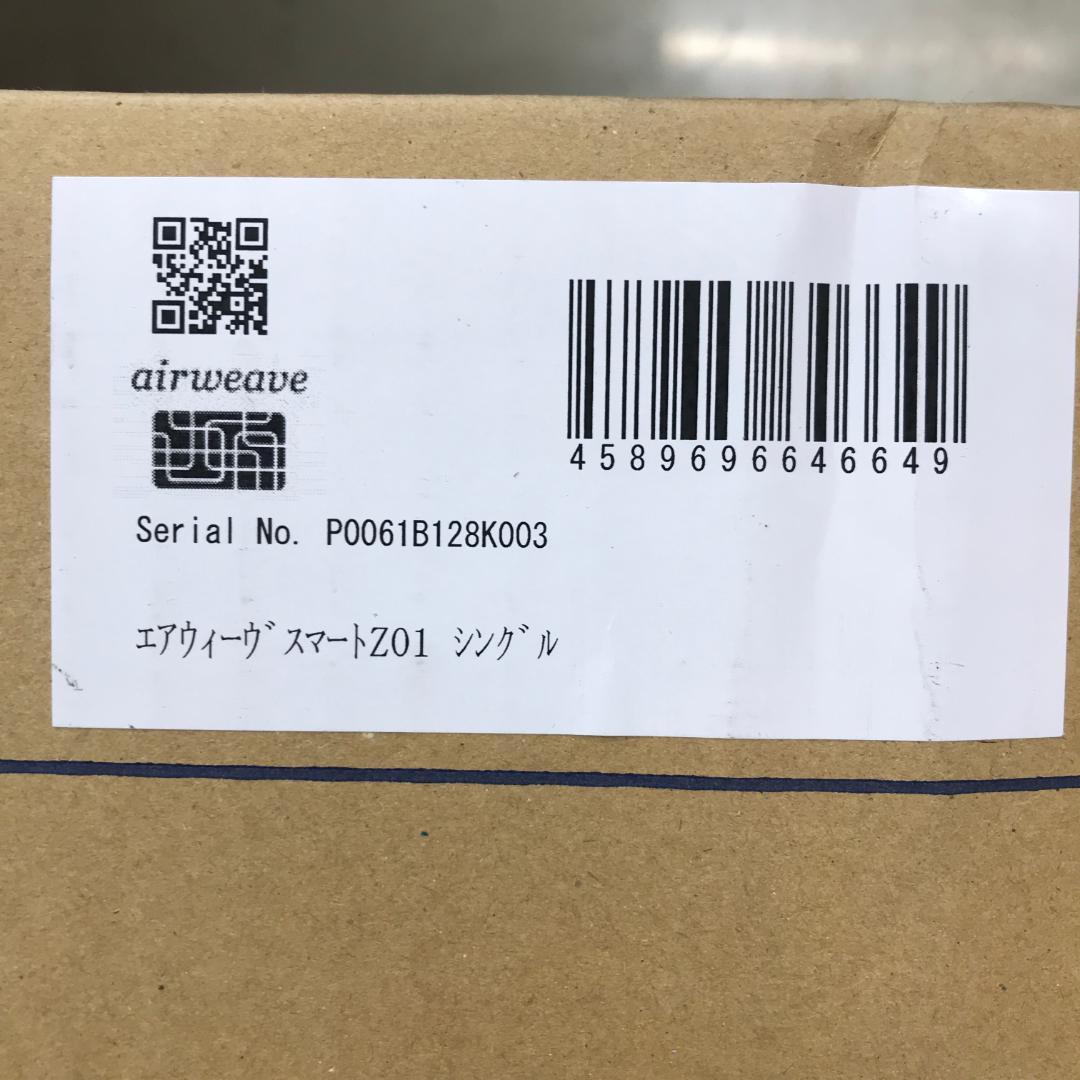 airweave
4589696646649
Serial No. P0061B128K003
ｴｱｳｨｰｳﾞｽﾏｰﾄZ01 ｼﾝｸﾞﾙ